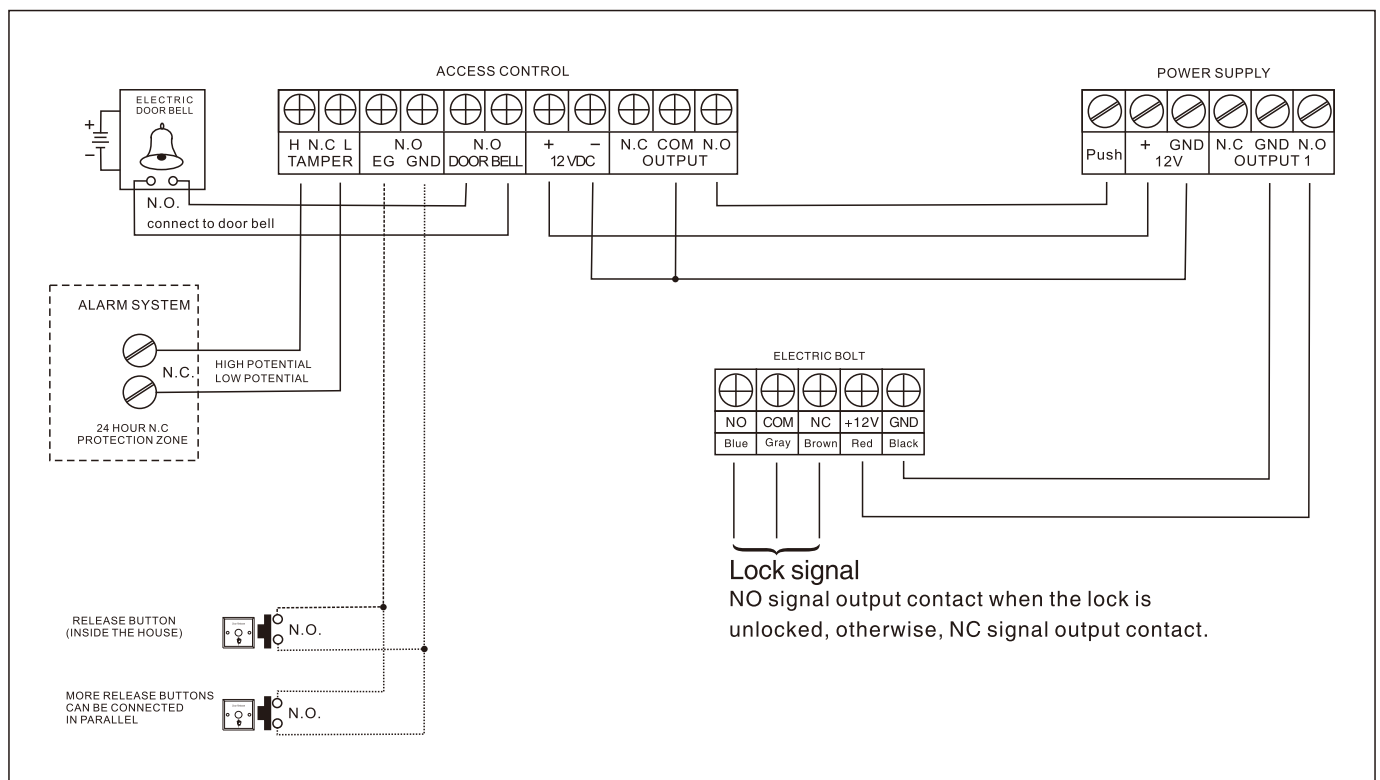 ACCESS CONTROL
POWER SUPPLY
ELECTRIC
DOOR BELL
+
−
N.O.
connect to door bell
H N.C L
TAMPER
N.O
EG GND
N.O
DOOR BELL
+ −
12 VDC
N.C COM N.O
OUTPUT
Push
+ GND
12V
N.C GND N.O
OUTPUT 1
ALARM SYSTEM
N.C.
24 HOUR N.C
PROTECTION ZONE
HIGH POTENTIAL
LOW POTENTIAL
ELECTRIC BOLT
NO COM NC +12V GND
Blue Gray Brown Red Black
Lock signal
NO signal output contact when the lock is
unlocked, otherwise, NC signal output contact.
RELEASE BUTTON
(INSIDE THE HOUSE)
N.O.
MORE RELEASE BUTTONS
CAN BE CONNECTED
IN PARALLEL
N.O.